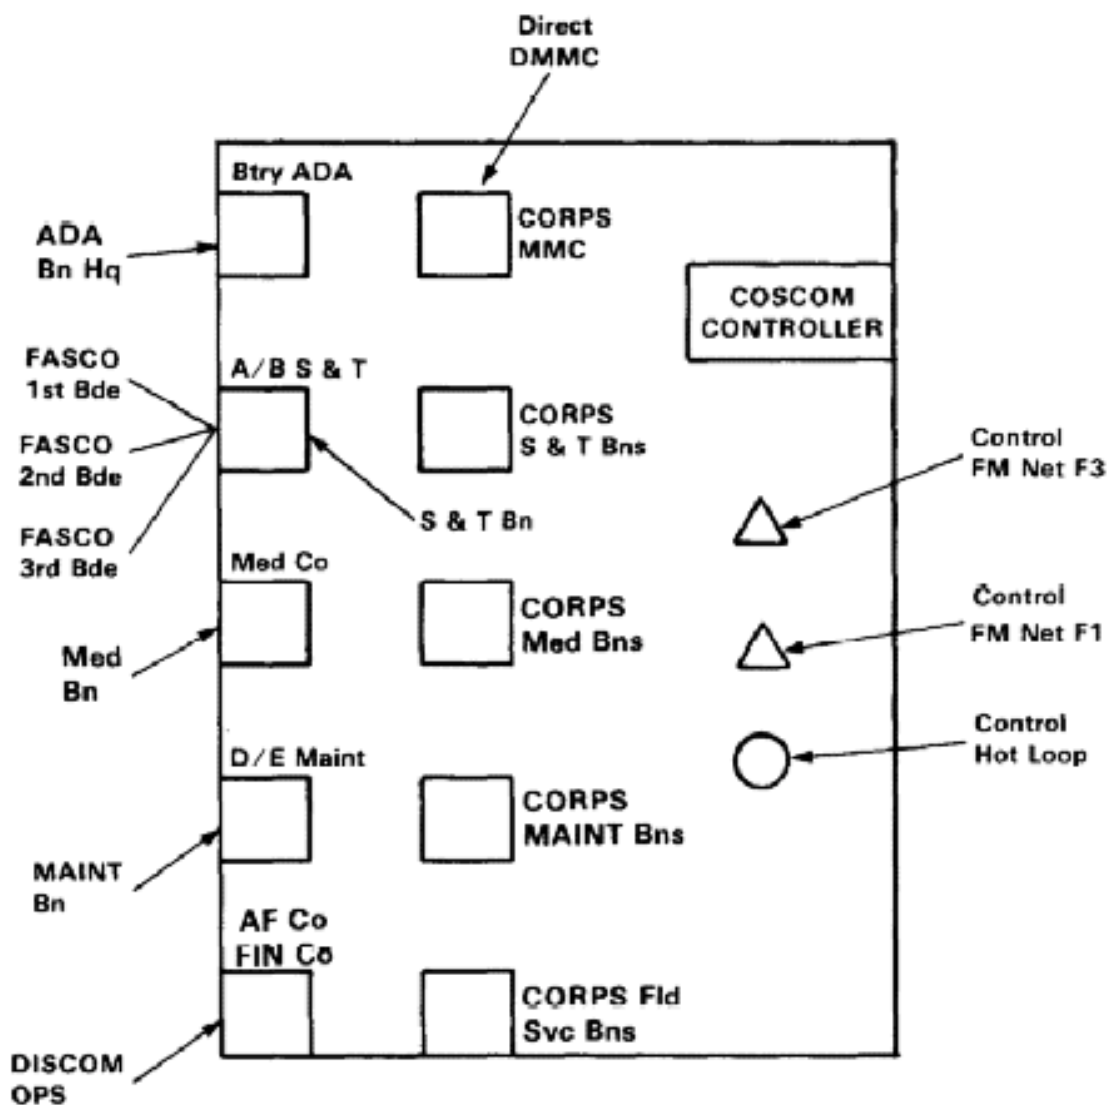 Direct
DMMC
Btry ADA
ADA
Bn Hq
CORPS
MMC
COSCOM
CONTROLLER
FASCO
1st Bde
A/B S & T
FASCO
2nd Bde
CORPS
S & T Bns
Control
FM Net F3
FASCO
3rd Bde
S & T Bn
Med Co
CORPS
Med Bns
Control
FM Net F1
Med
Bn
D/E Maint
Control
Hot Loop
CORPS
MAINT Bns
MAINT
Bn
AF Co
FIN Co
CORPS Fld
Svc Bns
DISCOM
OPS